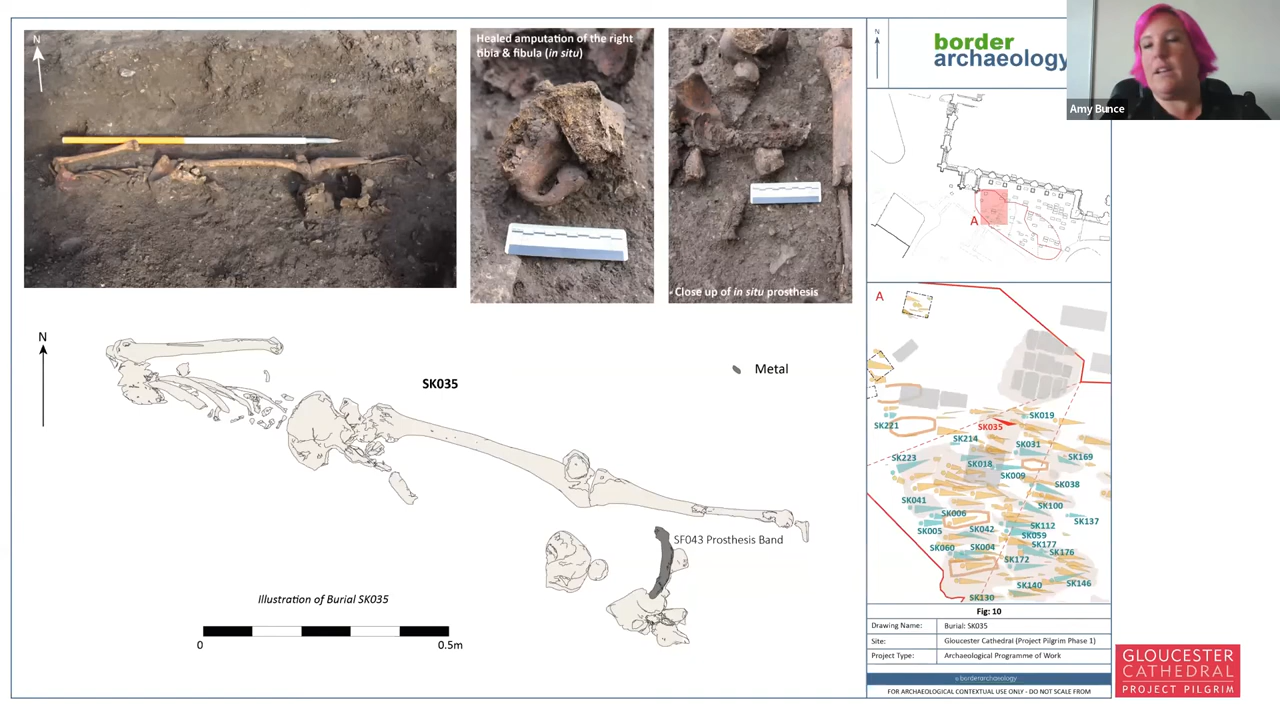 N
Healed amputation of the right
tibia & fibula (in situ)
Close up of in situ prosthesis
border
archaeology
Amy Bunce
N
A
N
SK035
Metal
SF043 Prosthesis Band
Illustration of Burial SK035
0
0.5m
A
SK019
SK221
SK035
SK214
SK031
SK223
SK018
SK169
SK009
SK038
SK041
SK100
SK006
SK137
SK005
SK042
SK112
SK059
SK060
SK004
SK177
SK176
SK172
SK140
SK146
SK130
Fig: 10
Drawing Name: Burial: SK035
Site: Gloucester Cathedral (Project Pilgrim Phase 1)
Project Type: Archaeological Programme of Work
borderarchaeology
FOR ARCHAEOLOGICAL CONTEXTUAL USE ONLY - DO NOT SCALE FROM
GLOUCESTER
CATHEDRAL
PROJECT PILGRIM